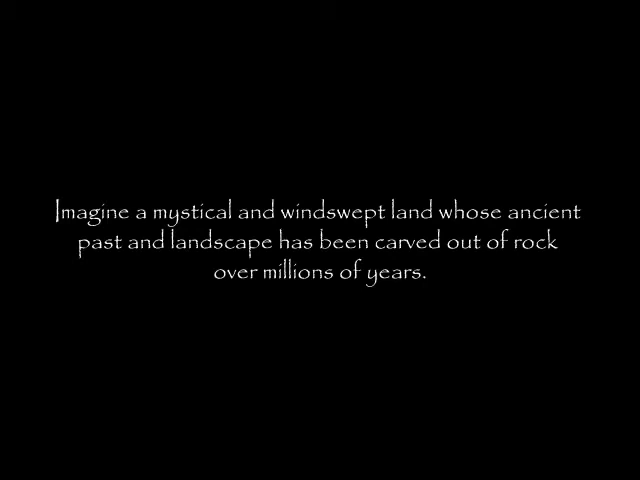 Imagine a mystical and windswept land whose ancient
past and landscape has been carved out of rock
over millions of years.